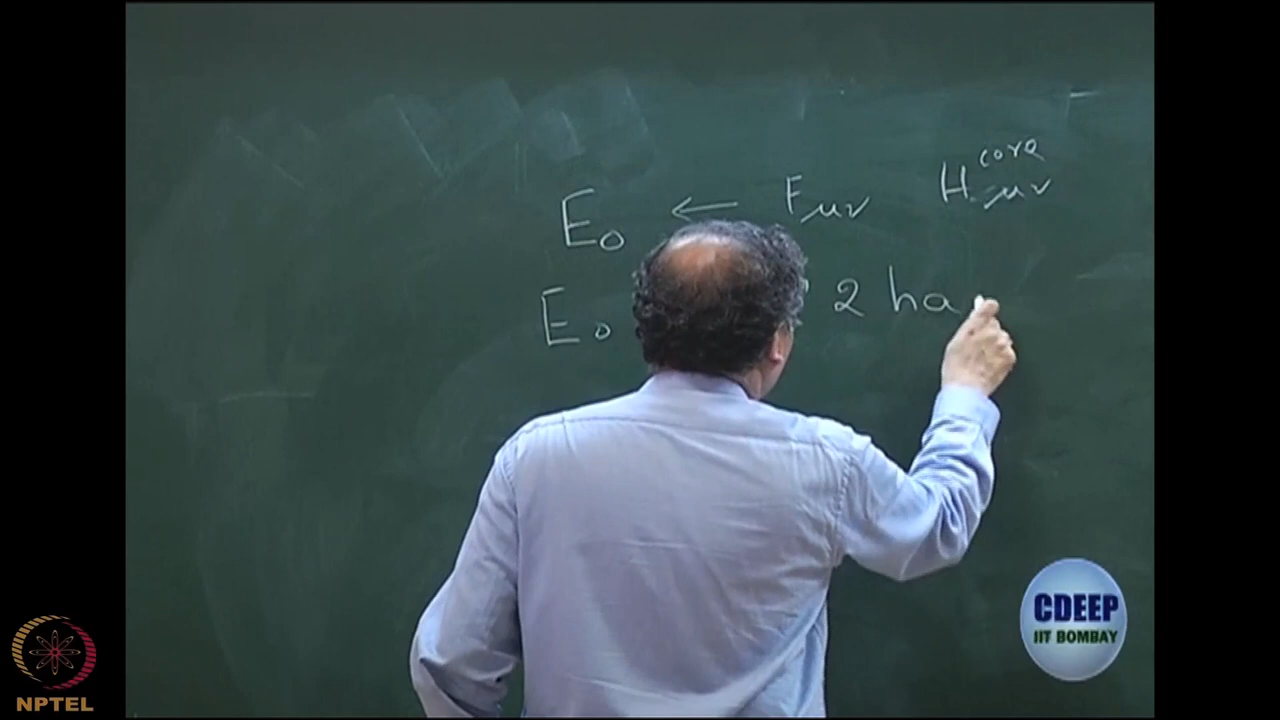 E₀ ← Fμν H^core μν
E₀ 2 ha
CDEEP
IIT BOMBAY
NPTEL